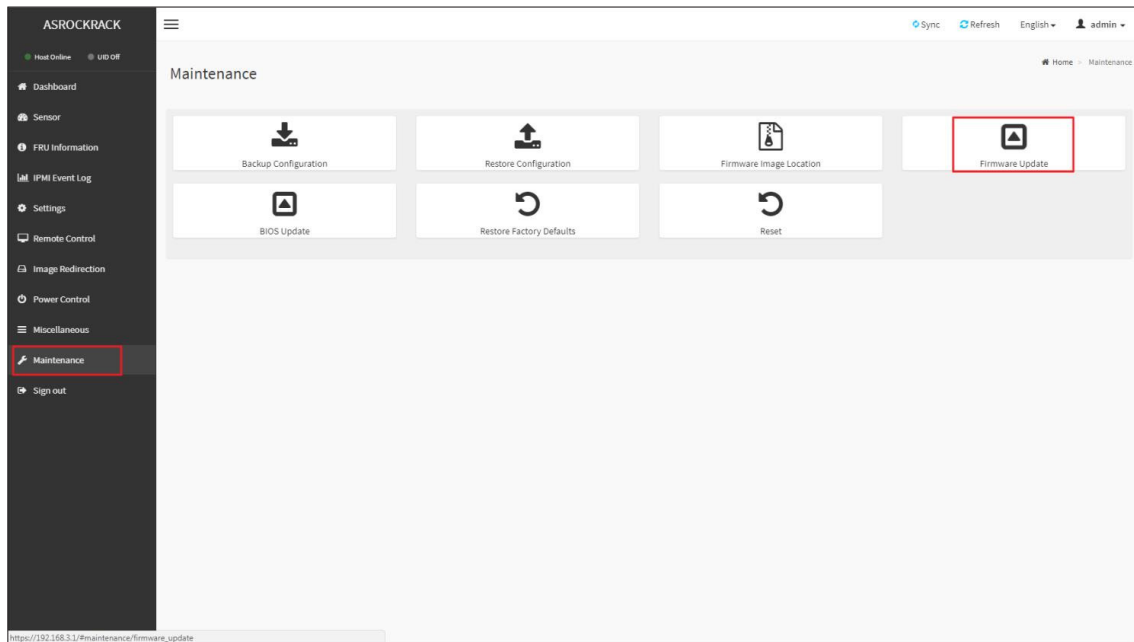 ASROCKRACK
Sync Refresh English admin
Host Online UID Off
Home Maintenance
Maintenance
Dashboard
Sensor
FRU Information
IPMI Event Log
Settings
Remote Control
Image Redirection
Power Control
Miscellaneous
Maintenance
Sign out
Backup Configuration
Restore Configuration
Firmware Image Location
Firmware Update
BIOS Update
Restore Factory Defaults
Reset
https://192.168.3.1/#maintenance/firmware_update